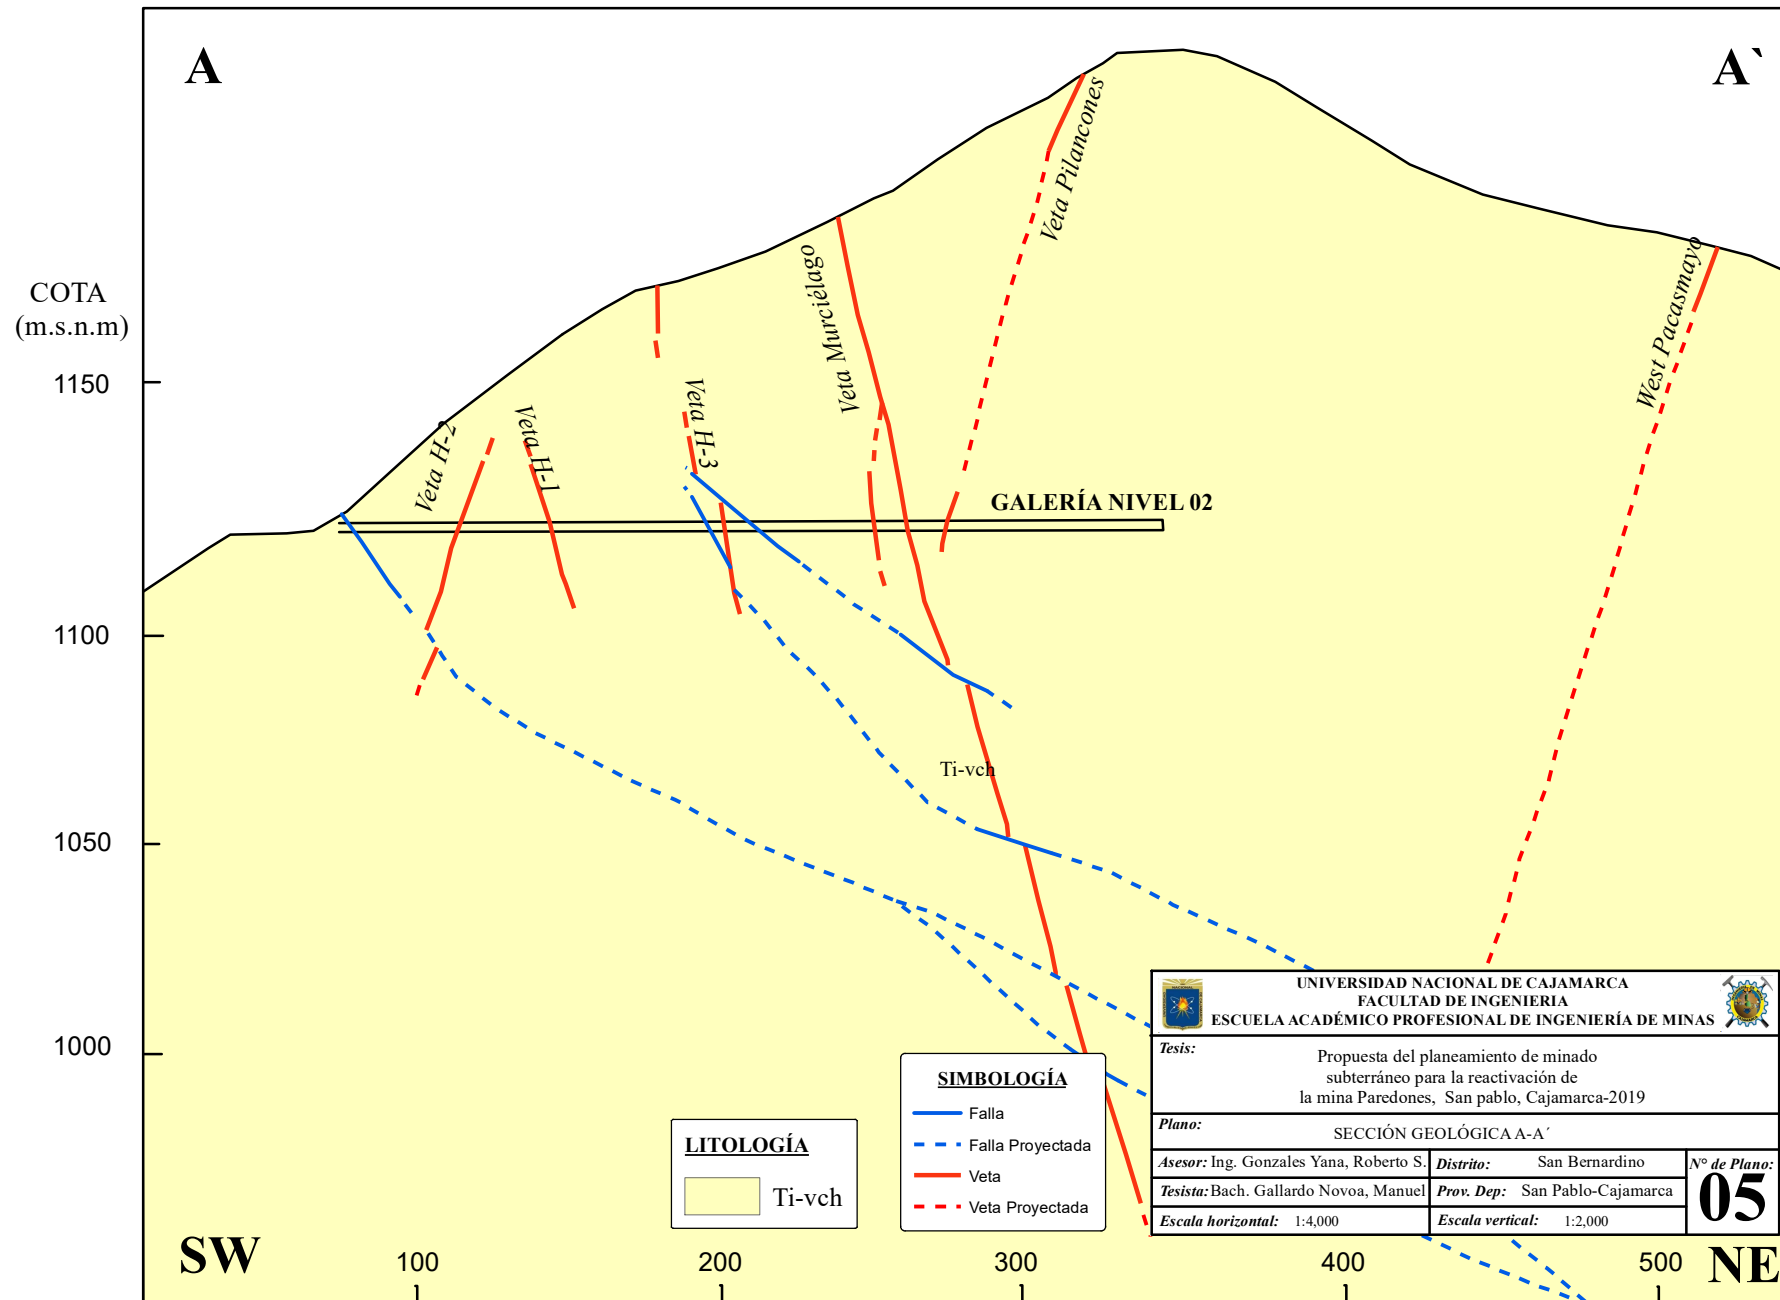 A
A`
COTA
(m.s.n.m)
1150
1100
1050
1000
Veta H-2
Veta H-1
Veta H-3
Veta Murciélago
Veta Pilancones
West Pacasmayo
GALERÍA NIVEL 02
Ti-vch
LITOLOGÍA
Ti-vch
SIMBOLOGÍA
Falla
Falla Proyectada
Veta
Veta Proyectada
UNIVERSIDAD NACIONAL DE CAJAMARCA
FACULTAD DE INGENIERIA
ESCUELA ACADÉMICO PROFESIONAL DE INGENIERÍA DE MINAS
Tesis:
Propuesta del planeamiento de minado
subterráneo para la reactivación de
la mina Paredones, San pablo, Cajamarca-2019
Plano:
SECCIÓN GEOLÓGICA A-A´
Asesor: Ing. Gonzales Yana, Roberto S.
Distrito: San Bernardino
Tesista: Bach. Gallardo Novoa, Manuel
Prov. Dep: San Pablo-Cajamarca
Escala horizontal: 1:4,000
Escala vertical: 1:2,000
N° de Plano:
05
SW
100
200
300
400
500
NE